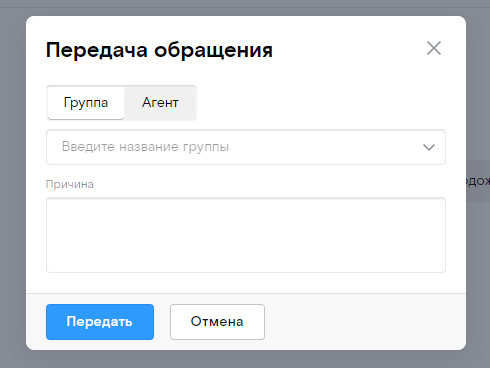 Передача обращения
Группа Агент
Введите название группы
Причина
Передать Отмена